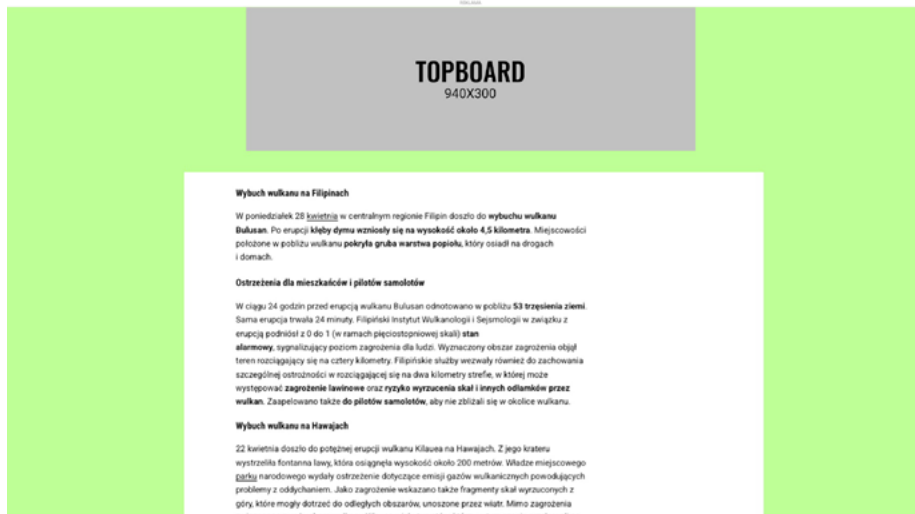 TOPBOARD
940X300
Wybuch wulkanu na Filipinach
W poniedziałek 28 kwietnia w centralnym regionie Filipin doszło do wybuchu wulkanu
Bulusan. Po erupcji kłęby dymu wzniosły się na wysokość około 4,5 kilometra. Miejscowości
położone w pobliżu wulkanu pokryła gruba warstwa popiołu, który osiadł na drogach
i domach.
Ostrzeżenia dla mieszkańców i pilotów samolotów
W ciągu 24 godzin przed erupcją wulkanu Bulusan odnotowano w pobliżu 53 trzęsienia ziemi.
Sama erupcja trwała 24 minuty. Filipiński Instytut Wulkanologii i Sejsmologii w związku z
erupcją podniósł z 0 do 1 (w ramach pięciostopniowej skali) stan
alarmowy, sygnalizujący poziom zagrożenia dla ludzi. Wyznaczony obszar zagrożenia objął
teren rozciągający się na cztery kilometry. Filipińskie służby wezwały również do zachowania
szczególnej ostrożności w rozciągającej się na dwa kilometry strefie, w której może
występować zagrożenie lawinowe oraz ryzyko wyrzucenia skał i innych odłamków przez
wulkan. Zaapelowano także do pilotów samolotów, aby nie zbliżali się w okolice wulkanu.
Wybuch wulkanu na Hawajach
22 kwietnia doszło do potężnej erupcji wulkanu Kilauea na Hawajach. Z jego krateru
wystrzeliła fontanna lawy, która osiągnęła wysokość około 200 metrów. Władze miejscowego
parku narodowego wydały ostrzeżenie dotyczące emisji gazów wulkanicznych powodujących
problemy z oddychaniem. Jako zagrożenie wskazano także fragmenty skał wyrzuconych z
góry, które mogły dotrzeć do odległych obszarów, unoszone przez wiatr. Mimo zagrożenia